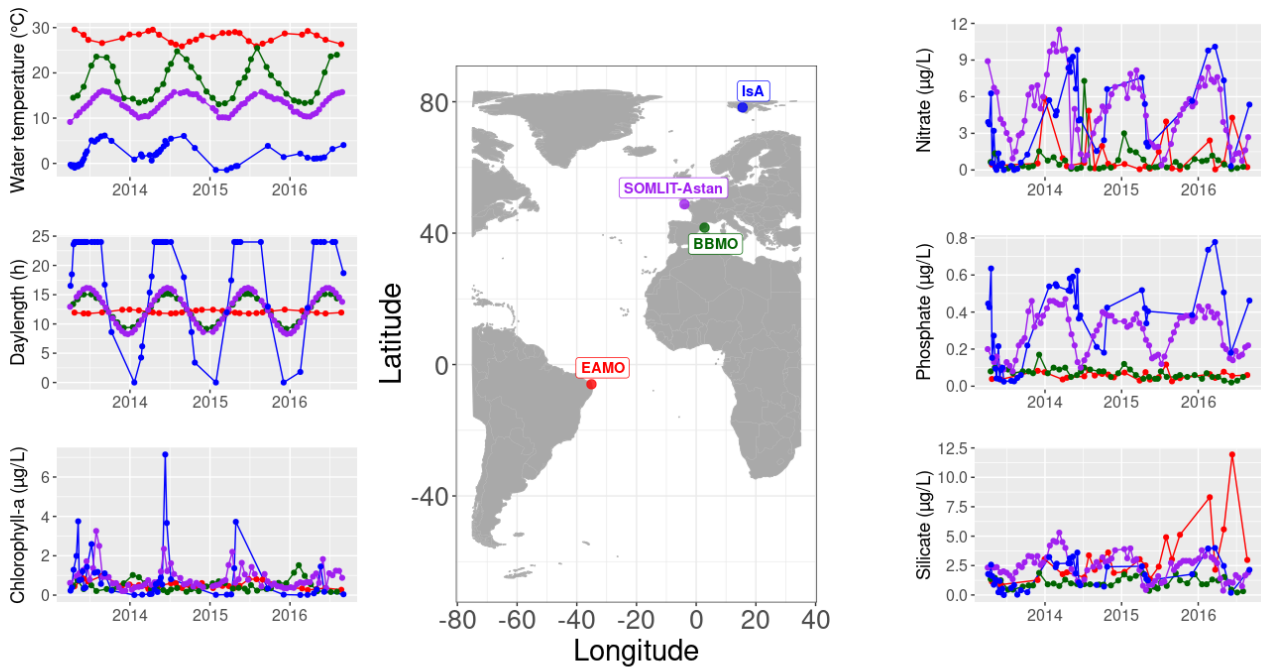 Water temperature (°C)
30
20
10
0
2014 2015 2016
Daylength (h)
25
20
15
10
5
0
2014 2015 2016
Chlorophyll-a (µg/L)
6
4
2
0
2014 2015 2016
Latitude
80
40
0
-40
IsA
SOMLIT-Astan
BBMO
EAMO
-80 -60 -40 -20 0 20 40
Longitude
Nitrate (µg/L)
12
9
6
3
0
2014 2015 2016
Phosphate (µg/L)
0.8
0.6
0.4
0.2
0.0
2014 2015 2016
Silicate (µg/L)
12.5
10.0
7.5
5.0
2.5
0.0
2014 2015 2016